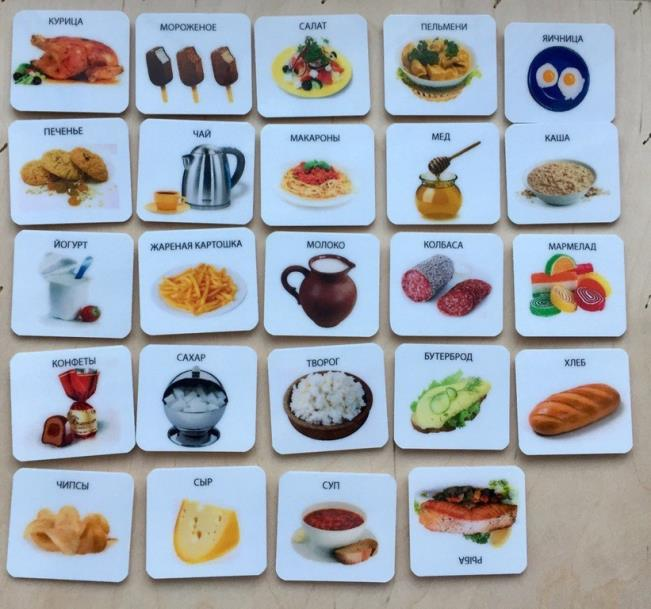 КУРИЦА
МОРОЖЕНОЕ
САЛАТ
ПЕЛЬМЕНИ
ЯИЧНИЦА
ПЕЧЕНЬЕ
ЧАЙ
МАКАРОНЫ
МЕД
КАША
ЙОГУРТ
ЖАРЕНАЯ КАРТОШКА
МОЛОКО
КОЛБАСА
МАРМЕЛАД
КОНФЕТЫ
САХАР
ТВОРОГ
БУТЕРБРОД
ХЛЕБ
ЧИПСЫ
СЫР
СУП
РЫБА